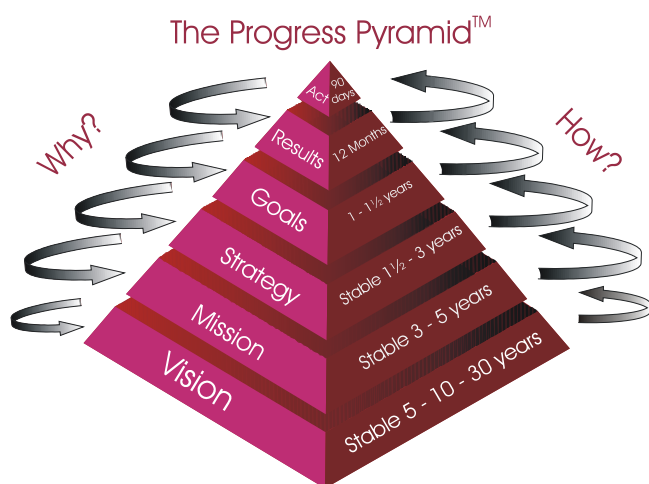 The Progress Pyramid™
Why?
How?
Act
90 days
Results
12 Months
Goals
1 - 1½ years
Strategy
Stable 1½ - 3 years
Mission
Stable 3 - 5 years
Vision
Stable 5 - 10 - 30 years